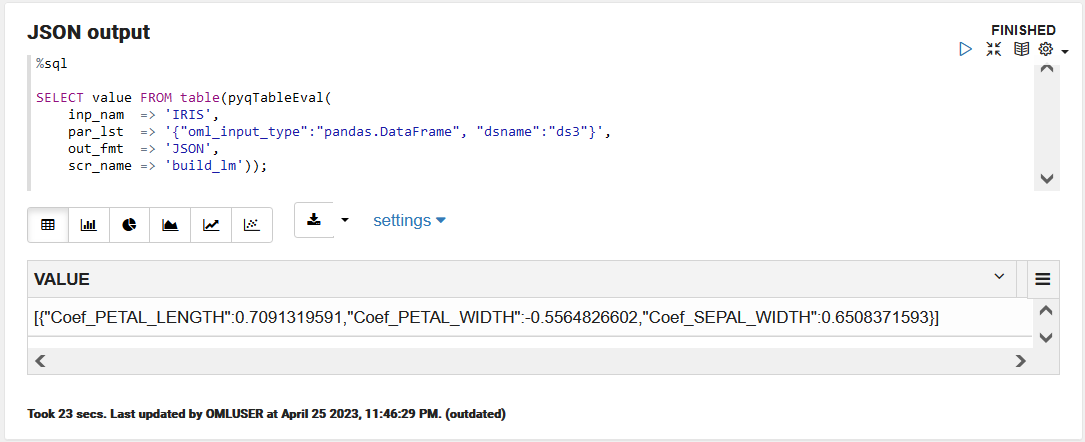 JSON output
FINISHED
%sql
SELECT value FROM table(pyqTableEval(
inp_nam => 'IRIS',
par_lst => '{"oml_input_type":"pandas.DataFrame", "dsname":"ds3"}',
out_fmt => 'JSON',
scr_name => 'build_lm'));
settings
VALUE
[{"Coef_PETAL_LENGTH":0.7091319591,"Coef_PETAL_WIDTH":-0.5564826602,"Coef_SEPAL_WIDTH":0.6508371593}]
Took 23 secs. Last updated by OMLUSER at April 25 2023, 11:46:29 PM. (outdated)